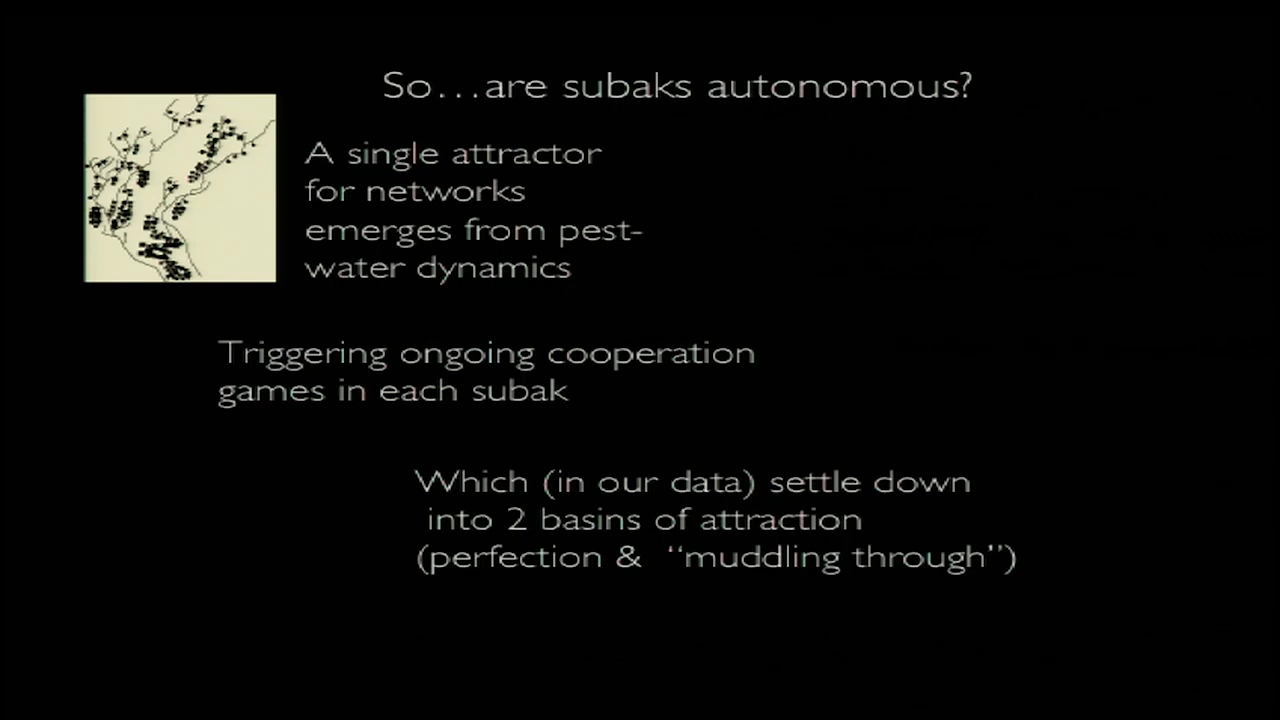 So...are subaks autonomous?
A single attractor
for networks
emerges from pest-
water dynamics
Triggering ongoing cooperation
games in each subak
Which (in our data) settle down
into 2 basins of attraction
(perfection & “muddling through”)